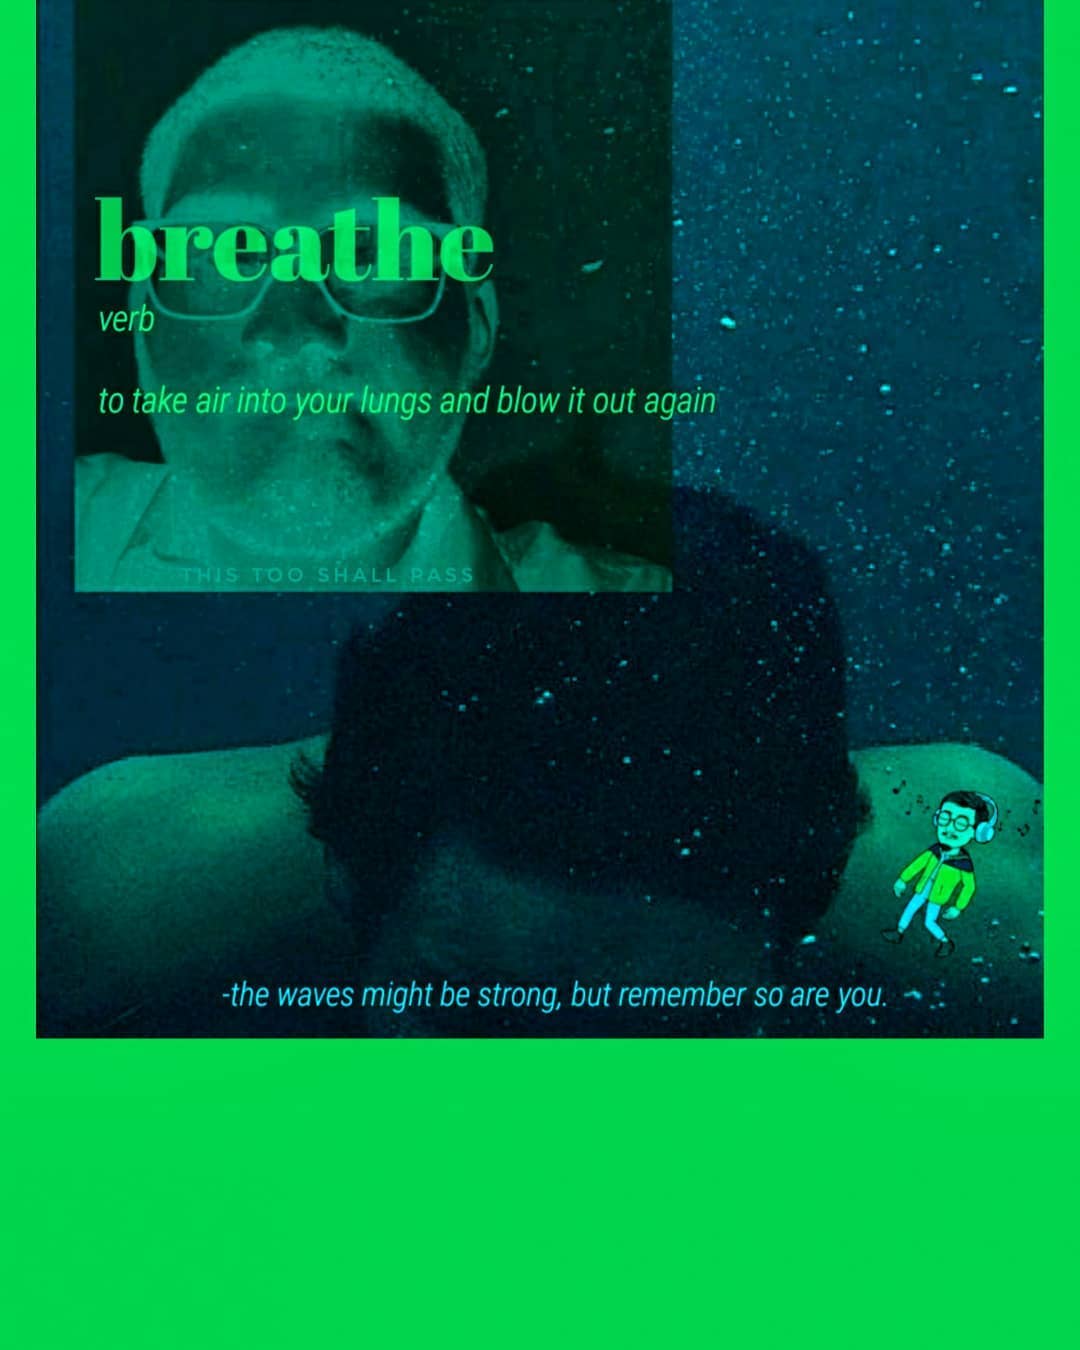 breathe
verb
to take air into your lungs and blow it out again
THIS TOO SHALL PASS
-the waves might be strong, but remember so are you.